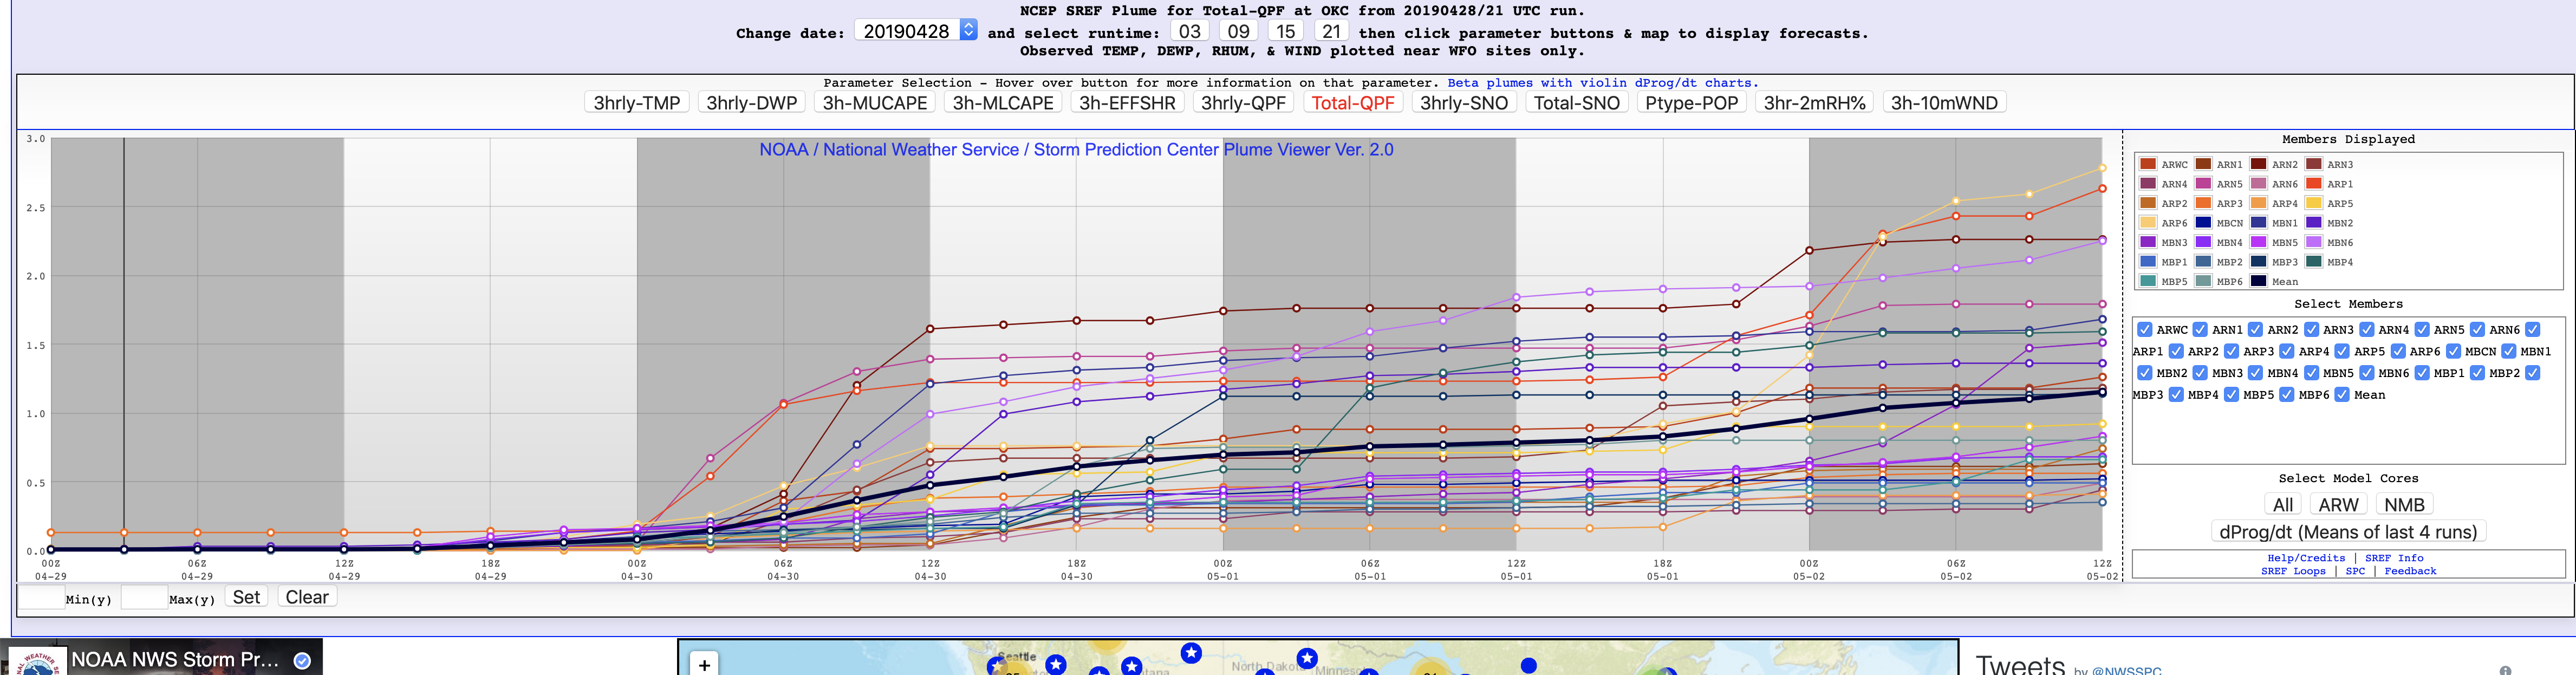 NCEP SREF Plume for Total-QPF at OKC from 20190428/21 UTC run.
Change date: 20190428 and select runtime: 03 09 15 21 then click parameter buttons & map to display forecasts.
Observed TEMP, DEWP, RHUM, & WIND plotted near WFO sites only.
Parameter Selection - Hover over button for more information on that parameter. Beta plumes with violin dProg/dt charts.
3hrly-TMP 3hrly-DWP 3h-MUCAPE 3h-MLCAPE 3h-EFFSHR 3hrly-QPF Total-QPF 3hrly-SNO Total-SNO Ptype-POP 3hr-2mRH% 3h-10mWND
NOAA / National Weather Service / Storm Prediction Center Plume Viewer Ver. 2.0
3.0
2.5
2.0
1.5
1.0
0.5
0.0
00Z 06Z 12Z 18Z 00Z 06Z 12Z 18Z 00Z 06Z 12Z 18Z 00Z 06Z 12Z
04-29 04-29 04-29 04-29 04-30 04-30 04-30 04-30 05-01 05-01 05-01 05-01 05-02 05-02 05-02
Min(y) Max(y) Set Clear
Members Displayed
ARWC ARN1 ARN2 ARN3
ARN4 ARN5 ARN6 ARP1
ARP2 ARP3 ARP4 ARP5
ARP6 MBCN MBN1 MBN2
MBN3 MBN4 MBN5 MBN6
MBP1 MBP2 MBP3 MBP4
MBP5 MBP6 Mean
Select Members
ARWC ARN1 ARN2 ARN3 ARN4 ARN5 ARN6
ARP1 ARP2 ARP3 ARP4 ARP5 ARP6 MBCN MBN1
MBN2 MBN3 MBN4 MBN5 MBN6 MBP1 MBP2
MBP3 MBP4 MBP5 MBP6 Mean
Select Model Cores
All ARW NMB
dProg/dt (Means of last 4 runs)
Help/Credits | SREF Info
SREF Loops | SPC | Feedback
NOAA NWS Storm Pr...
+
Seattle
North Dakota
Tweets by @NWSSPC